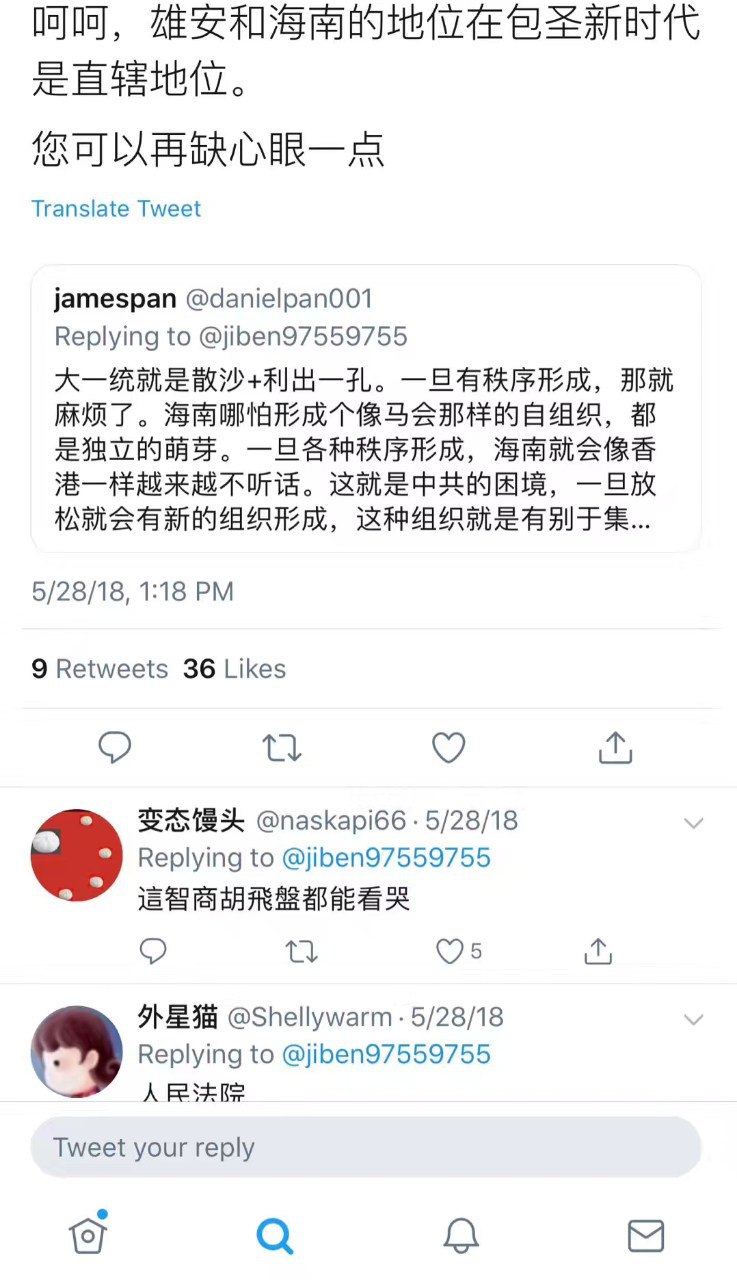 呵呵，雄安和海南的地位在包圣新时代
是直辖地位。
您可以再缺心眼一点
Translate Tweet
jamespan @danielpan001
Replying to @jiben97559755
大一统就是散沙+利出一孔。一旦有秩序形成，那就
麻烦了。海南哪怕形成个像马会那样的自组织，都
是独立的萌芽。一旦各种秩序形成，海南就会像香
港一样越来越不听话。这就是中共的困境，一旦放
松就会有新的组织形成，这种组织就是有别于集...
5/28/18, 1:18 PM
9 Retweets 36 Likes
变态馒头 @naskapi66 · 5/28/18
Replying to @jiben97559755
這智商胡飛盤都能看哭
5
外星猫 @Shellywarm · 5/28/18
Replying to @jiben97559755
人民法院
Tweet your reply